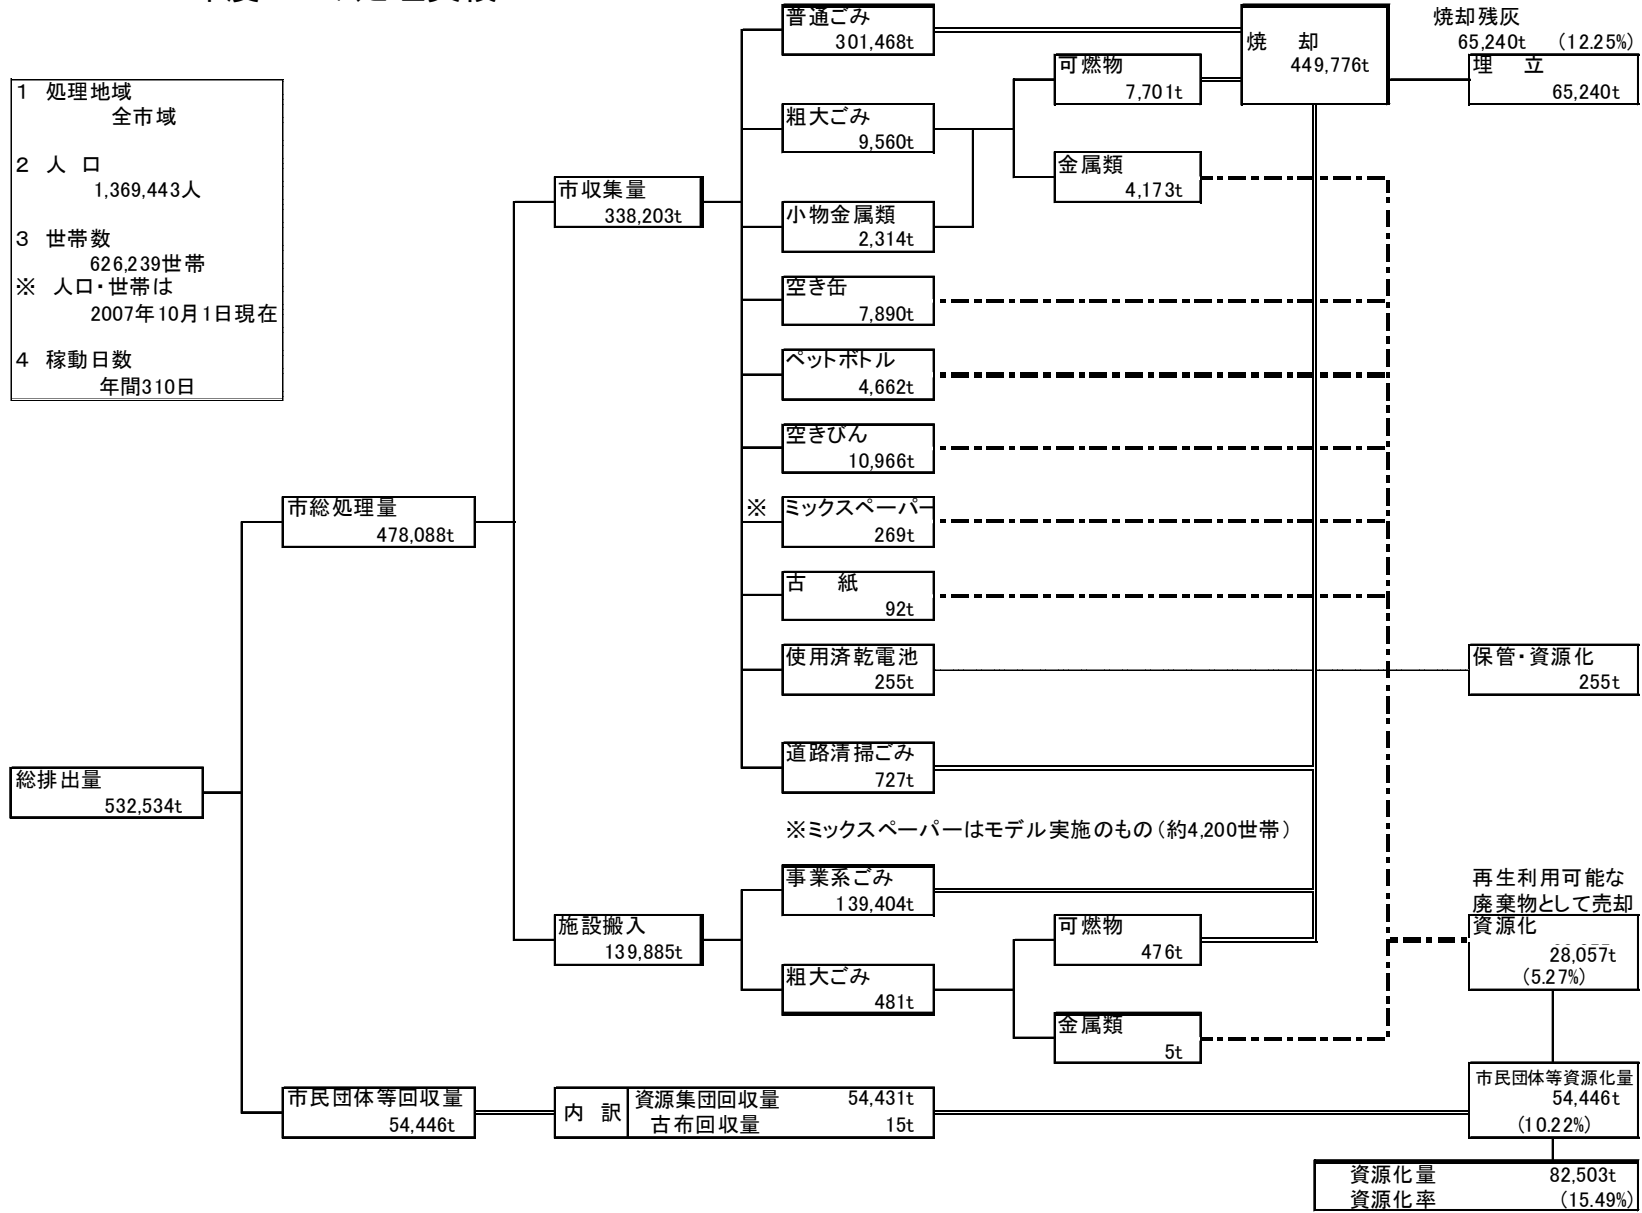 1 処理地域
全市域
2 人 口
1,369,443人
3 世帯数
626,239世帯
※ 人口・世帯は
2007年10月1日現在
4 稼動日数
年間310日
総排出量
532,534t
市総処理量
478,088t
市民団体等回収量
54,446t
市収集量
338,203t
施設搬入
139,885t
内 訳
資源集団回収量 54,431t
古布回収量 15t
普通ごみ
301,468t
粗大ごみ
9,560t
小物金属類
2,314t
空き缶
7,890t
ペットボトル
4,662t
空きびん
10,966t
※ ミックスペーパー
269t
古 紙
92t
使用済乾電池
255t
道路清掃ごみ
727t
※ミックスペーパーはモデル実施のもの(約4,200世帯)
事業系ごみ
139,404t
粗大ごみ
481t
可燃物
7,701t
金属類
4,173t
可燃物
476t
金属類
5t
焼 却
449,776t
焼却残灰
65,240t (12.25%)
埋 立
65,240t
保管・資源化
255t
再生利用可能な
廃棄物として売却
資源化
28,057t
(5.27%)
市民団体等資源化量
54,446t
(10.22%)
資源化量 82,503t
資源化率 (15.49%)